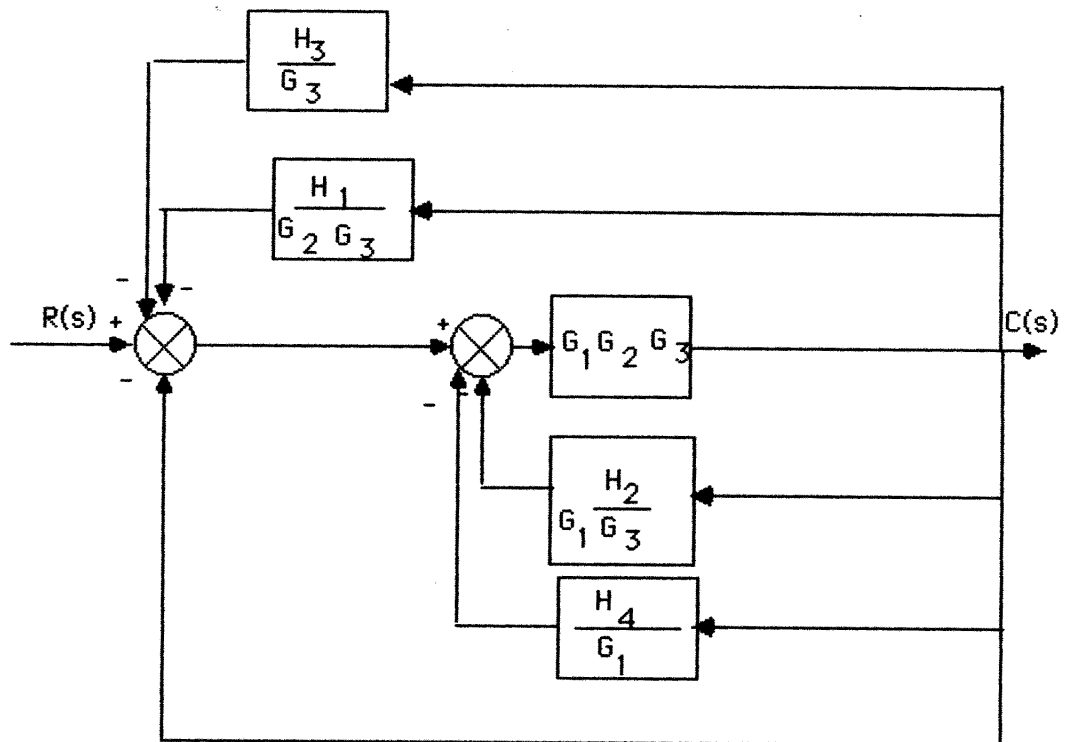 H3
G3
H1
G2 G3
- -
R(s) + + G1 G2 G3 C(s)
- - -
H2
G1 G3
H4
G1